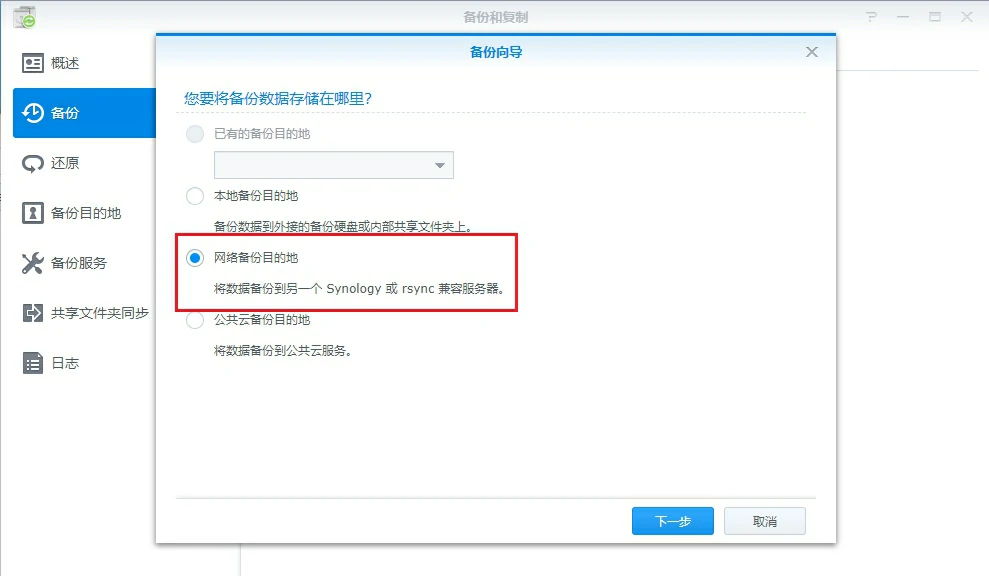 备份和复制
概述
备份
还原
备份目的地
备份服务
共享文件夹同步
日志
备份向导
您要将备份数据存储在哪里?
已有的备份目的地
本地备份目的地
备份数据到外接的备份硬盘或内部共享文件夹上。
网络备份目的地
将数据备份到另一个 Synology 或 rsync 兼容服务器。
公共云备份目的地
将数据备份到公共云服务。
下一步
取消